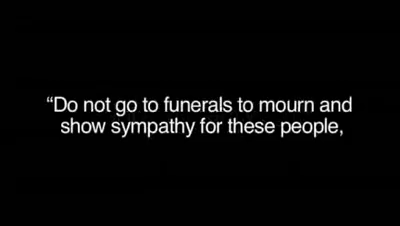 “Do not go to funerals to mourn and
show sympathy for these people,